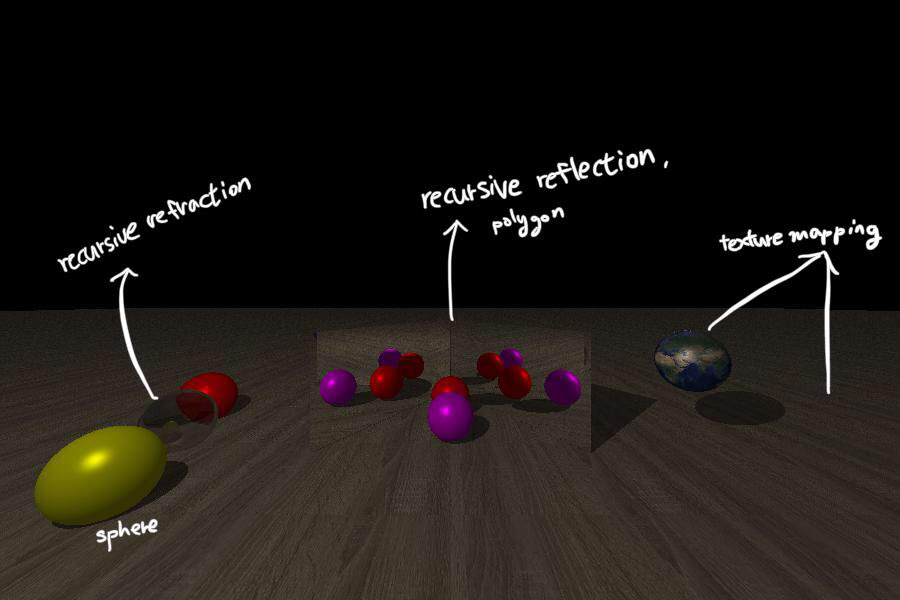 recursive refraction
recursive reflection,
polygon
texture mapping
sphere